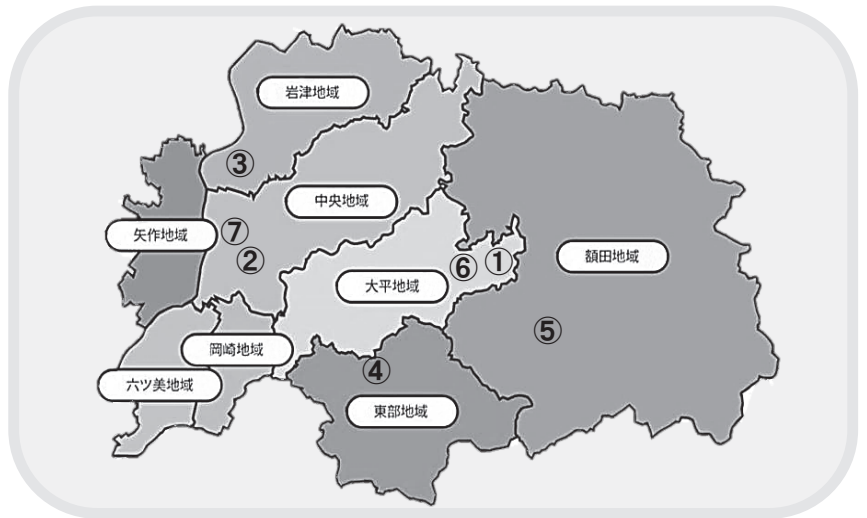 岩津地域
③
中央地域
矢作地域
⑦
②
⑥
①
額田地域
大平地域
⑤
岡崎地域
④
六ツ美地域
東部地域